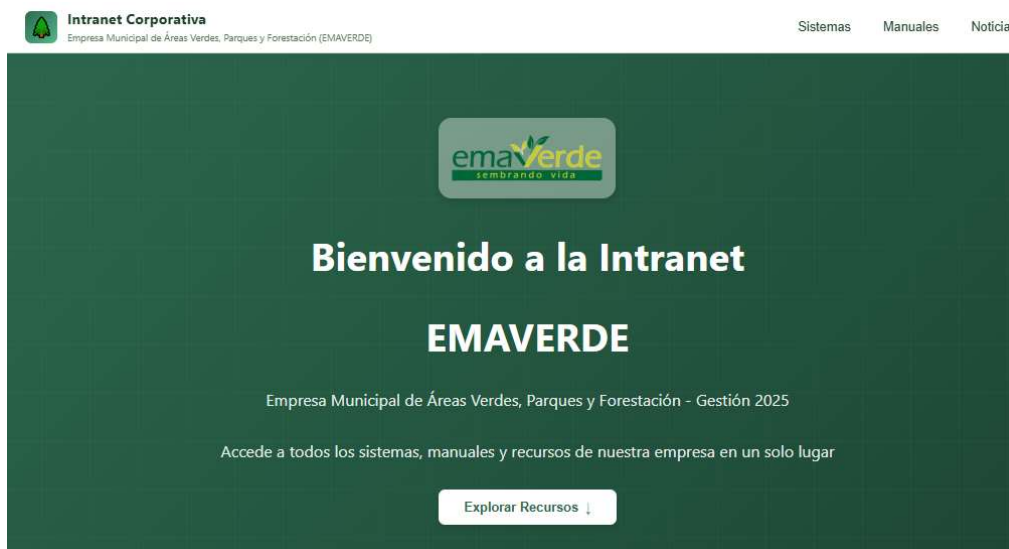 Intranet Corporativa
Empresa Municipal de Áreas Verdes, Parques y Forestación (EMAVERDE)
Sistemas Manuales Noticia
emaverde
sembrando vida
Bienvenido a la Intranet
EMAVERDE
Empresa Municipal de Áreas Verdes, Parques y Forestación - Gestión 2025
Accede a todos los sistemas, manuales y recursos de nuestra empresa en un solo lugar
Explorar Recursos ↓